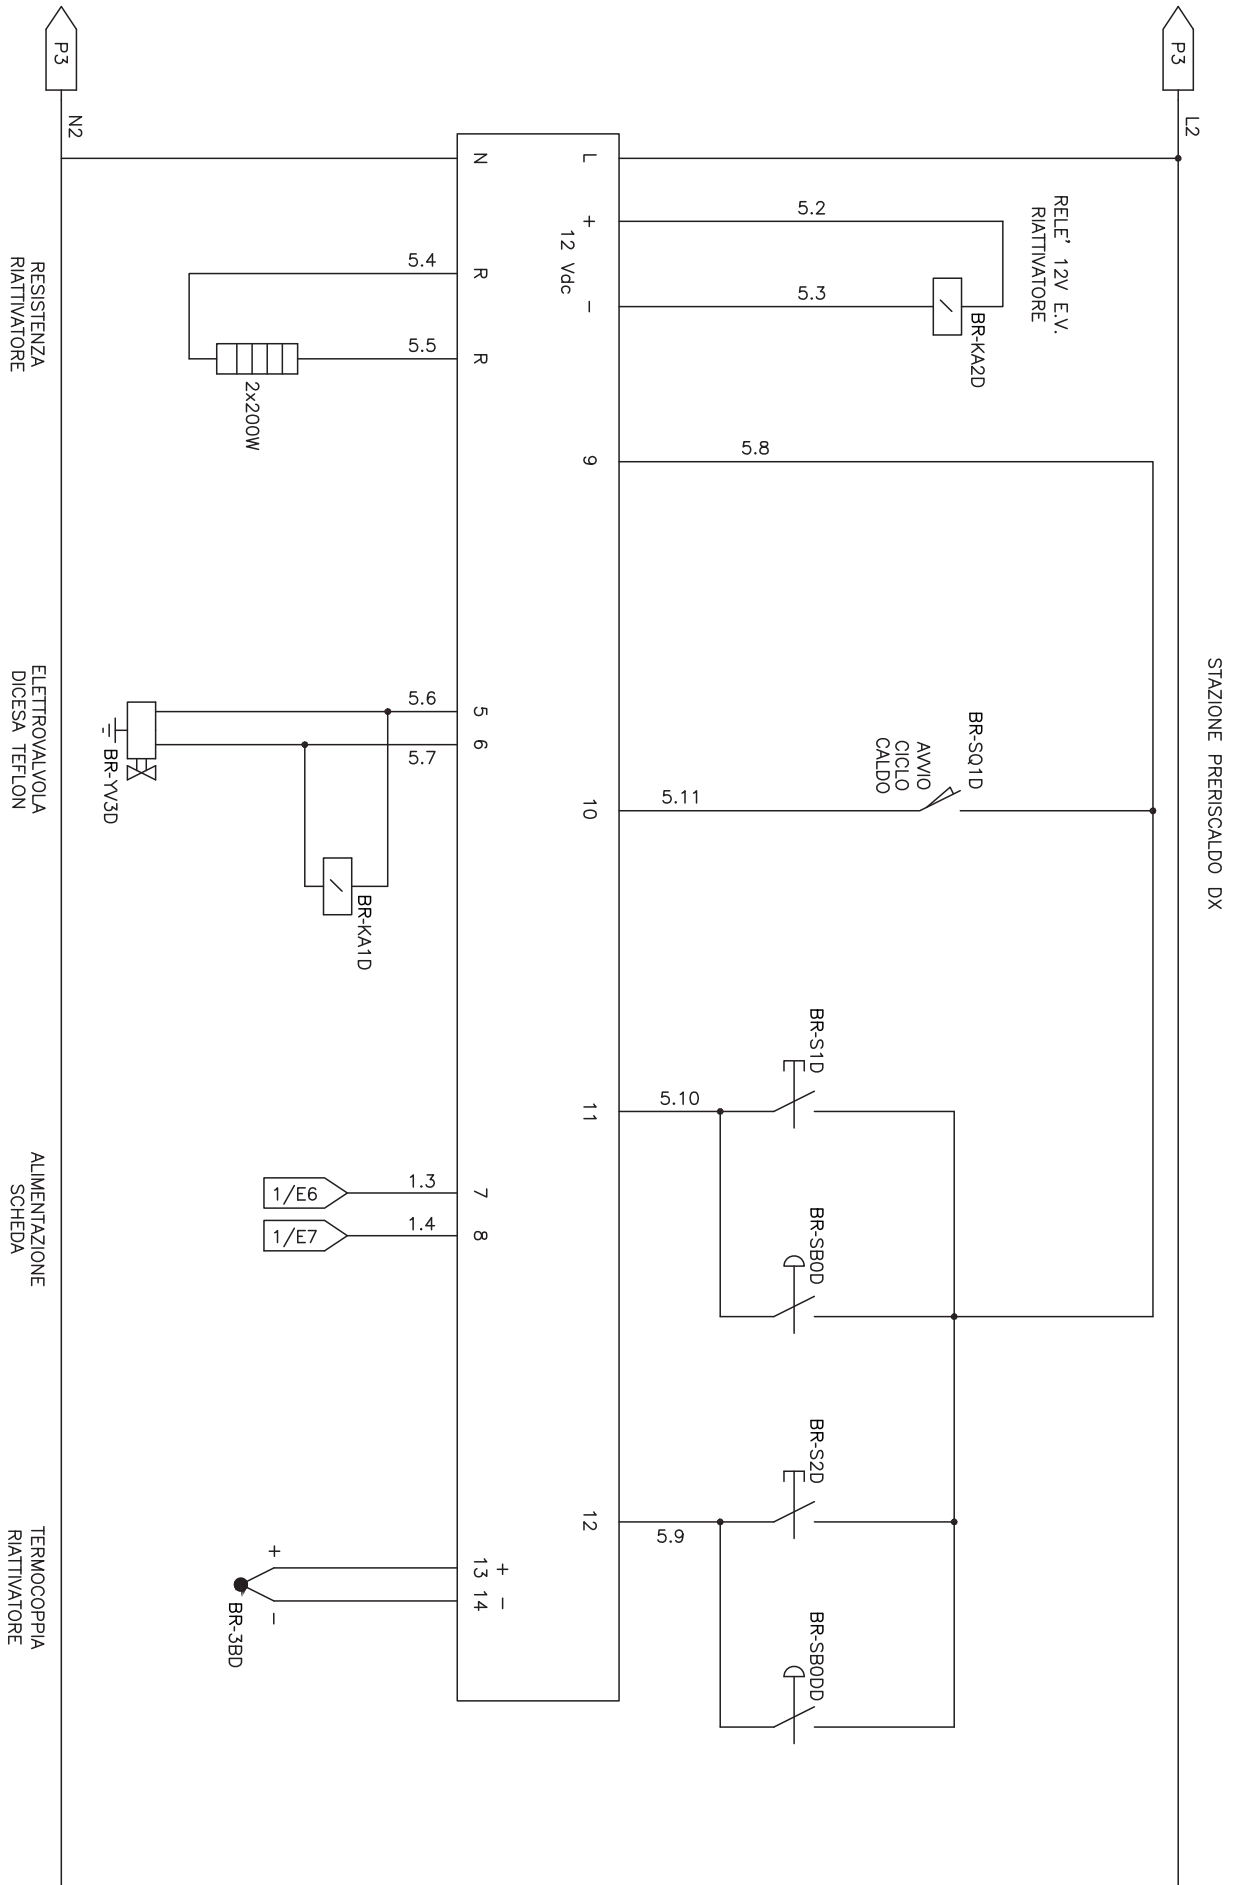 STAZIONE PRERISCALDO DX
P3
L2
RELE' 12V E.V.
RIATTIVATORE
BR-KA2D
5.2
5.3
5.8
BR-SQ1D
AVVIO
CICLO
CALDO
5.11
BR-S1D
5.10
BR-SB0D
BR-S2D
5.9
BR-SB0DD
L
+
-
12 Vdc
9
10
11
12
N
R
R
5
6
7
8
13
14
+
-
5.4
5.5
2x200W
5.6
5.7
BR-KA1D
BR-YV3D
1.3
1.4
1/E6
1/E7
+
-
BR-3BD
P3
N2
RESISTENZA
RIATTIVATORE
ELETTROVALVOLA
DICESA TEFLON
ALIMENTAZIONE
SCHEDA
TERMOCOPPIA
RIATTIVATORE